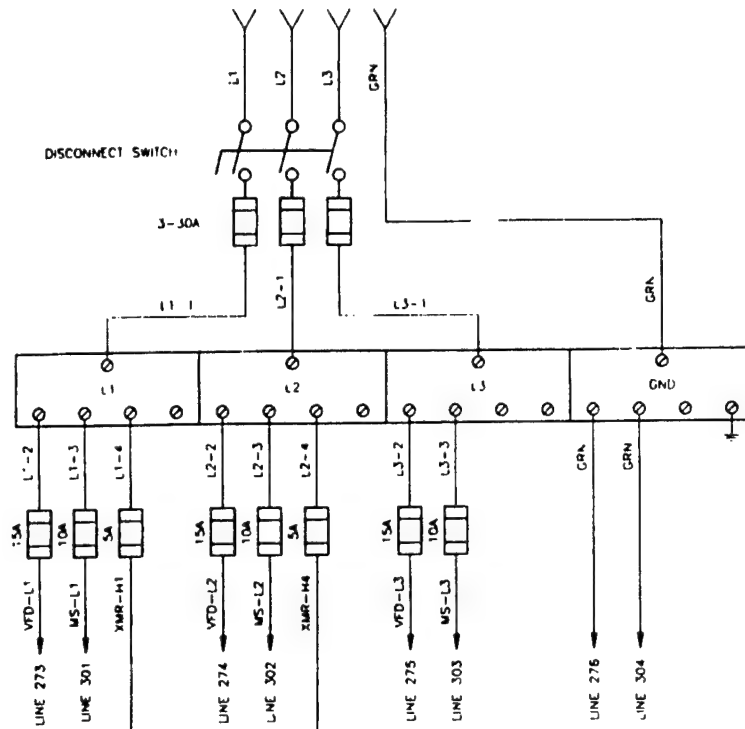 L1
L2
L3
GRN
DISCONNECT SWITCH
3-30A
L1-1
L2-1
L3-1
GRN
L1
L2
L3
GND
L1-2
L1-3
L1-4
L2-2
L2-3
L2-4
L3-2
L3-3
GRN
GRN
15A
10A
5A
15A
10A
5A
15A
10A
VFD-L1
MS-L1
XMR-H1
VFD-L2
MS-L2
XMR-H4
VFD-L3
MS-L3
LINE 273
LINE 301
LINE 274
LINE 302
LINE 275
LINE 303
LINE 276
LINE 304